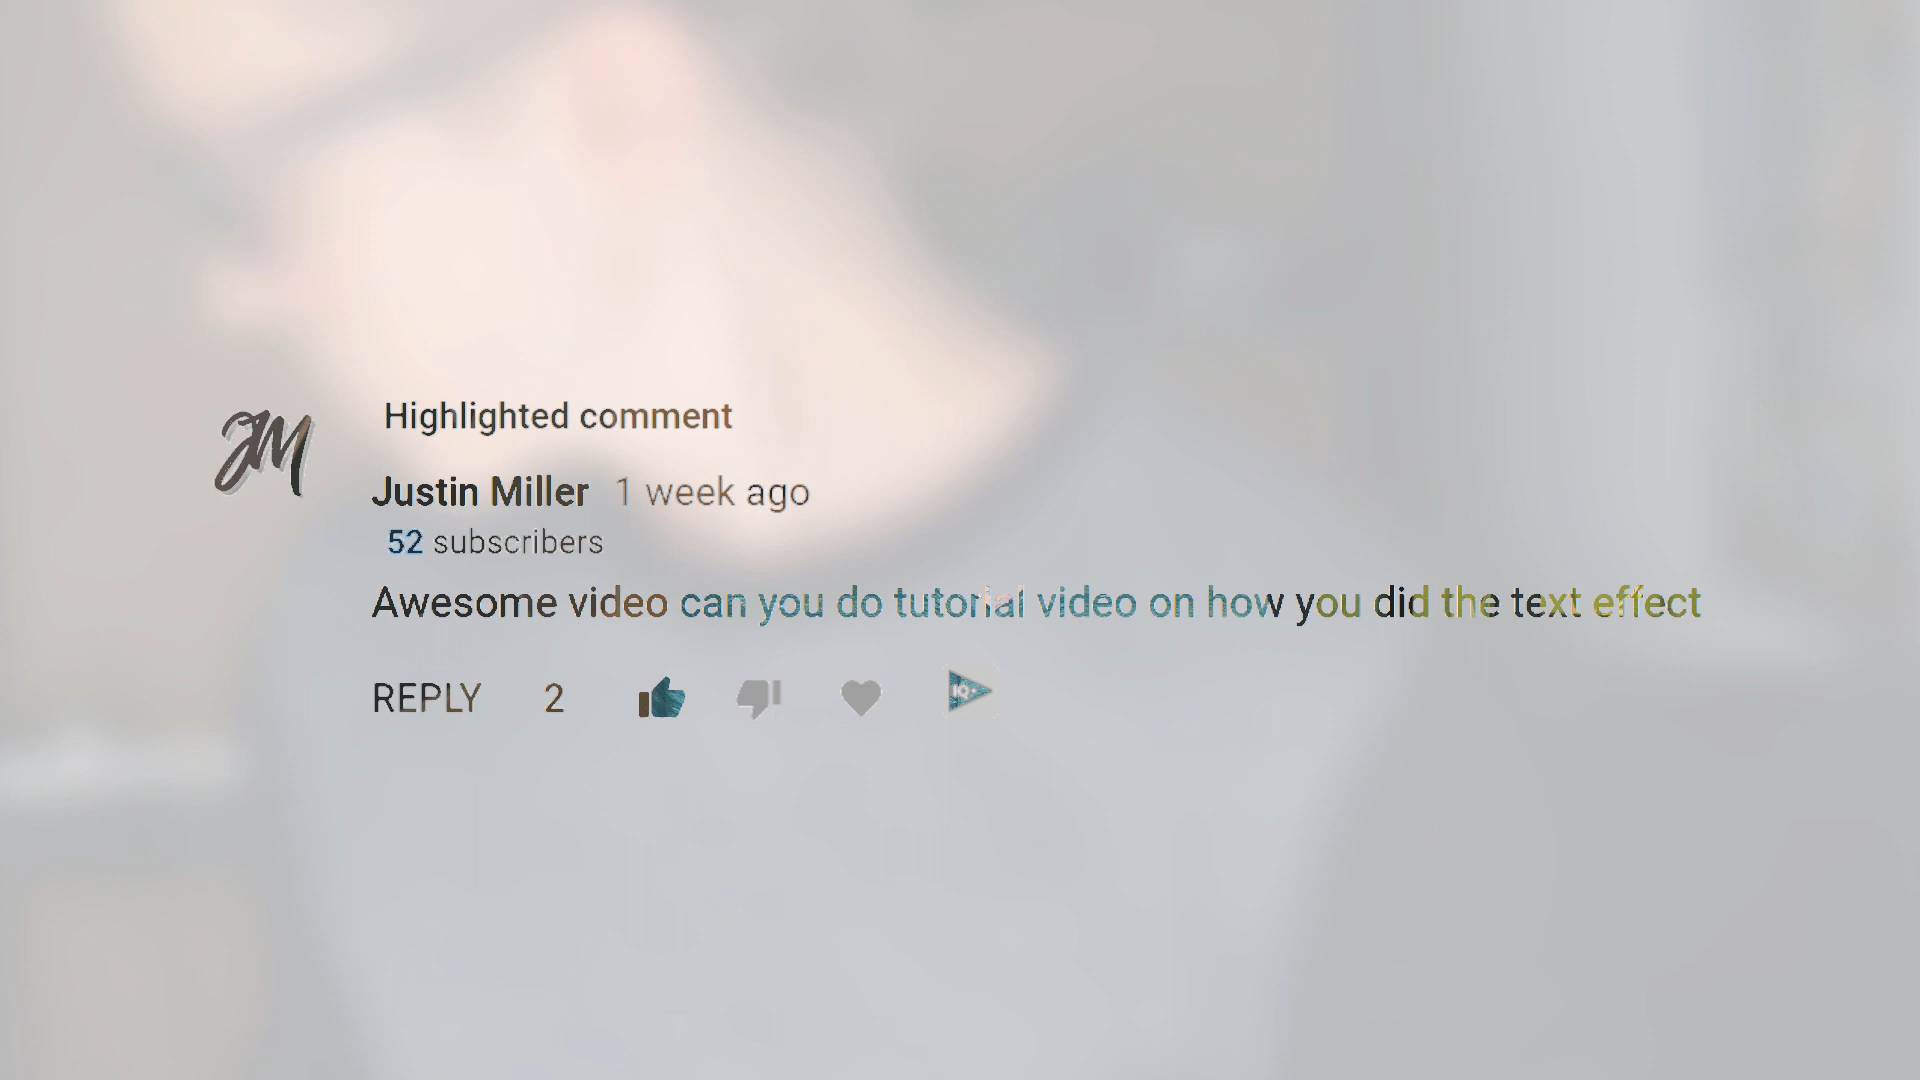 JM
Highlighted comment
Justin Miller 1 week ago
52 subscribers
Awesome video can you do tutorial video on how you did the text effect
REPLY 2
IQ